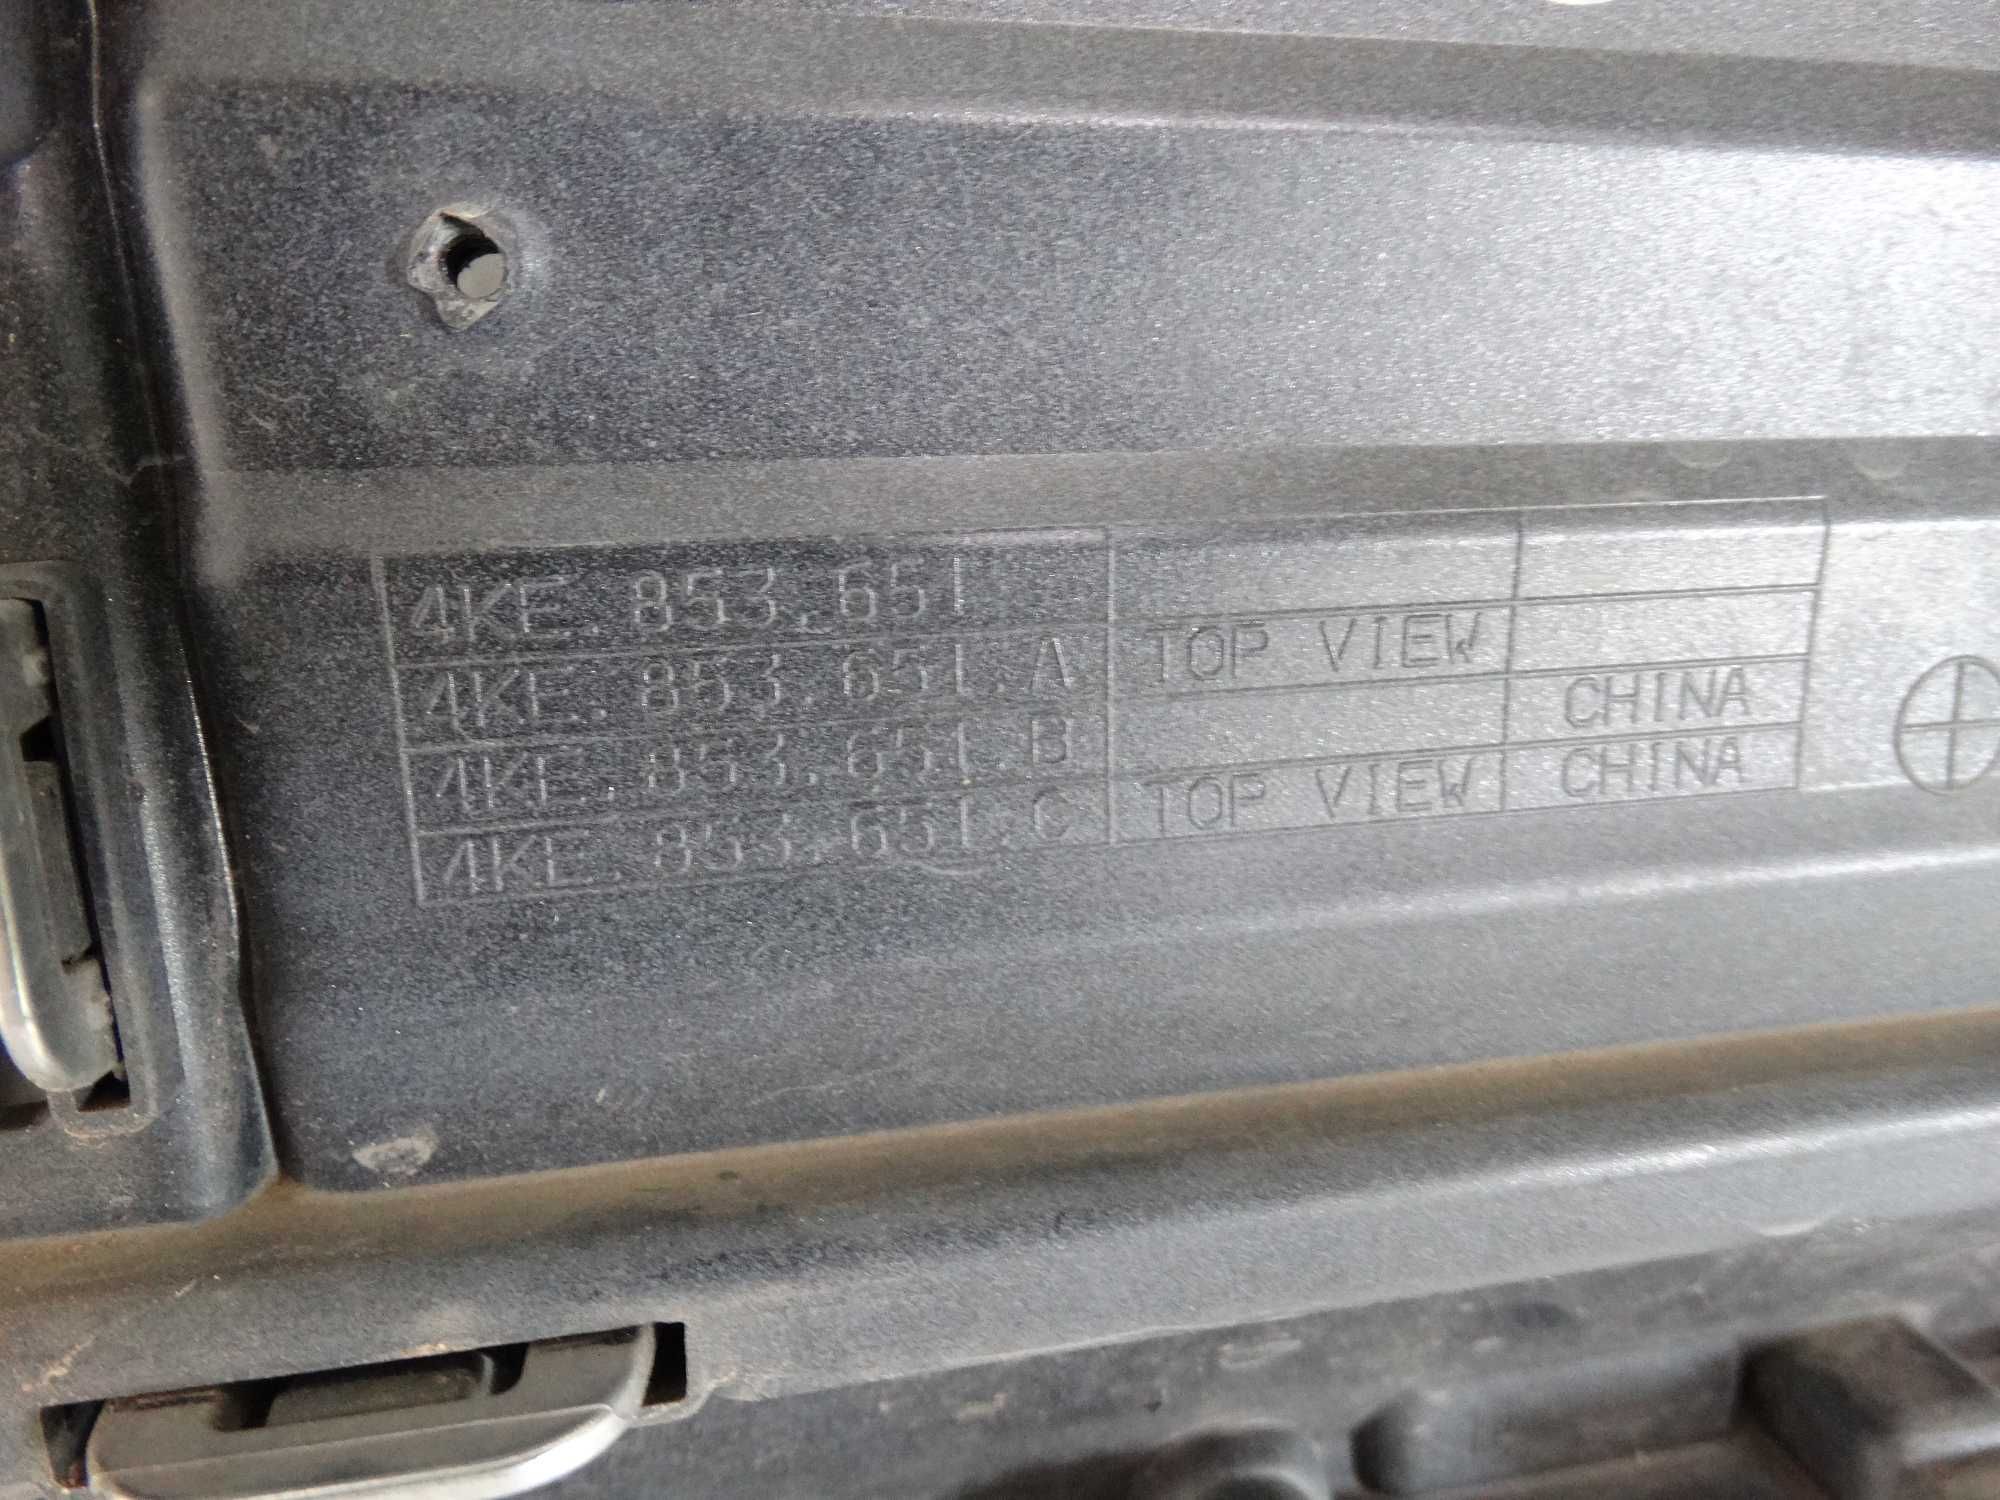 4KE.853.651
4KE.853.651.A TOP VIEW
4KE.853.651.B CHINA
4KE.853.651.C TOP VIEW CHINA